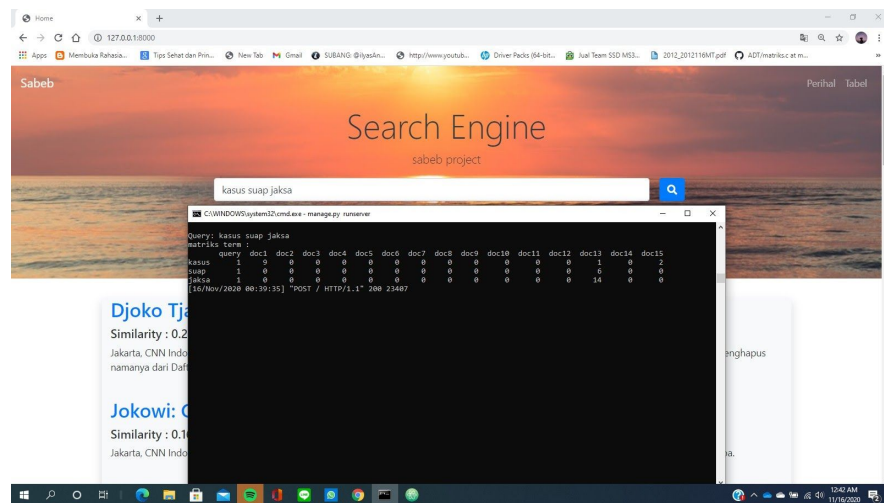 Home
127.0.0.1:8000
Apps Membuka Rahasia... Tips Sehat dan Prin... New Tab Gmail SUBANG: @ilyasAn... http://www.youtub... Driver Packs (64-bit... Jual Team SSD MS3... 2012_2012116MT.pdf ADT/matriks.c at m... »
Sabeb Perihal Tabel
Search Engine
sabeb project
kasus suap jaksa
C:\WINDOWS\system32\cmd.exe - manage.py runserver
Query: kasus suap jaksa
matriks term :
query doc1 doc2 doc3 doc4 doc5 doc6 doc7 doc8 doc9 doc10 doc11 doc12 doc13 doc14 doc15
kasus 1 9 0 0 0 0 0 0 0 0 0 0 0 1 0 2
suap 1 0 0 0 0 0 0 0 0 0 0 0 0 6 0 0
jaksa 1 0 0 0 0 0 0 0 0 0 0 0 0 14 0 0
[16/Nov/2020 00:39:35] "POST / HTTP/1.1" 200 23407
Djoko Tja
Similarity : 0.2
Jakarta, CNN Indo enghapus
namanya dari Daft
Jokowi:
Similarity : 0.1
Jakarta, CNN Indo a.
12:42 AM
11/16/2020